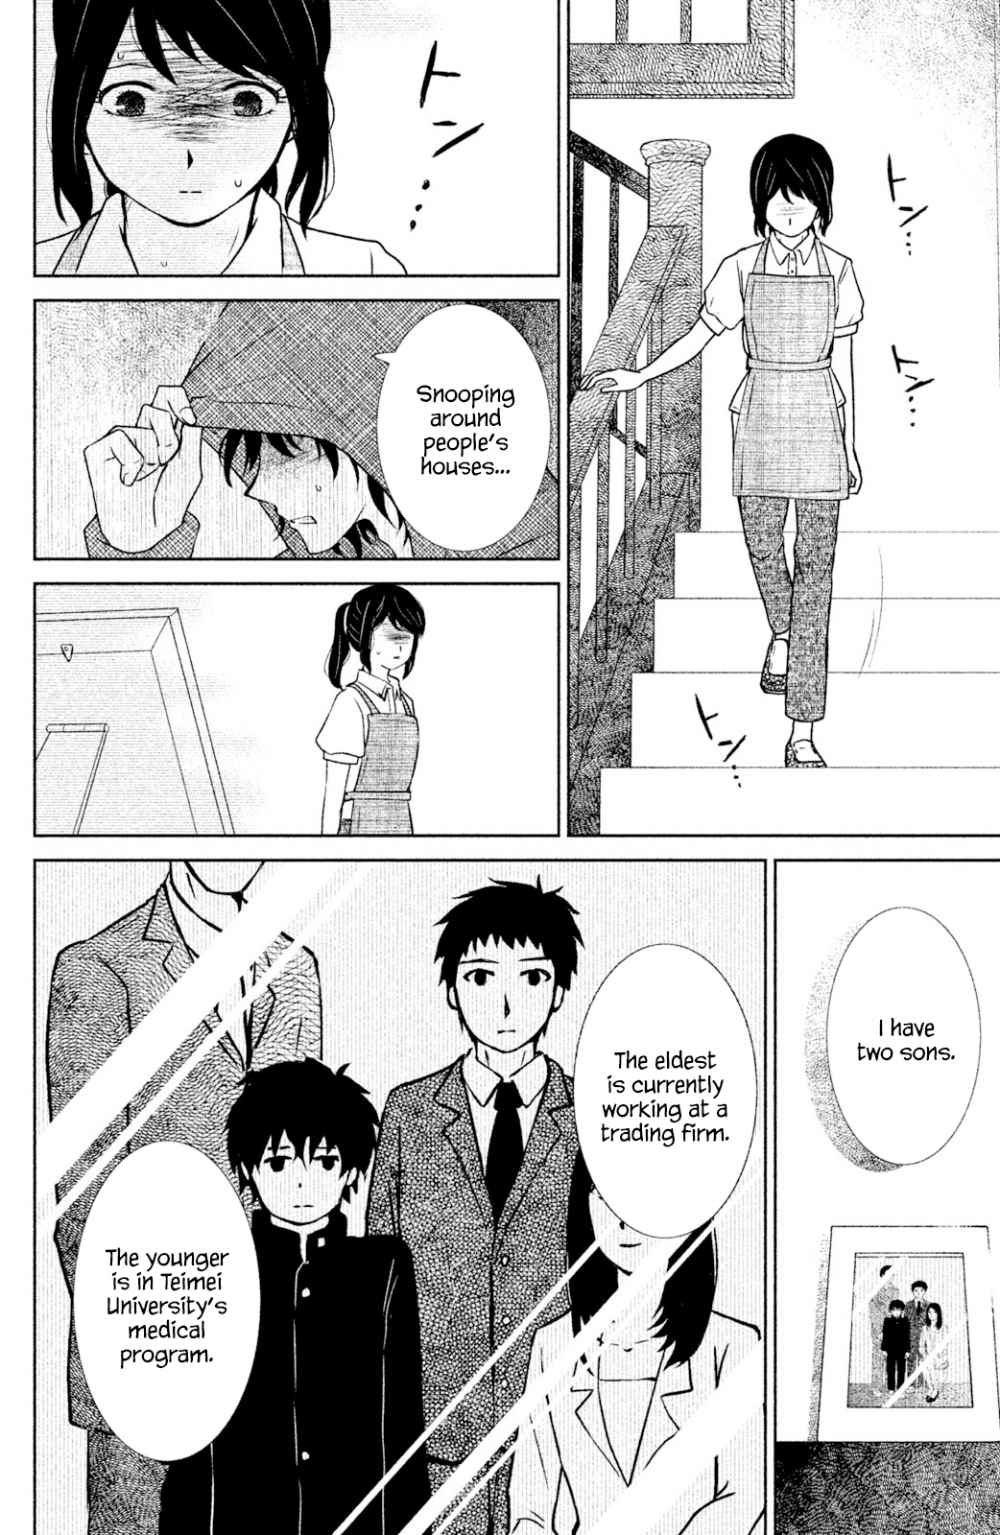 トン…
トン…
トン…
トッ…
Snooping
around
people's
houses...
I have
two sons.
The eldest
is currently
working at a
trading firm.
The younger
is in Teimei
University's
medical
program.